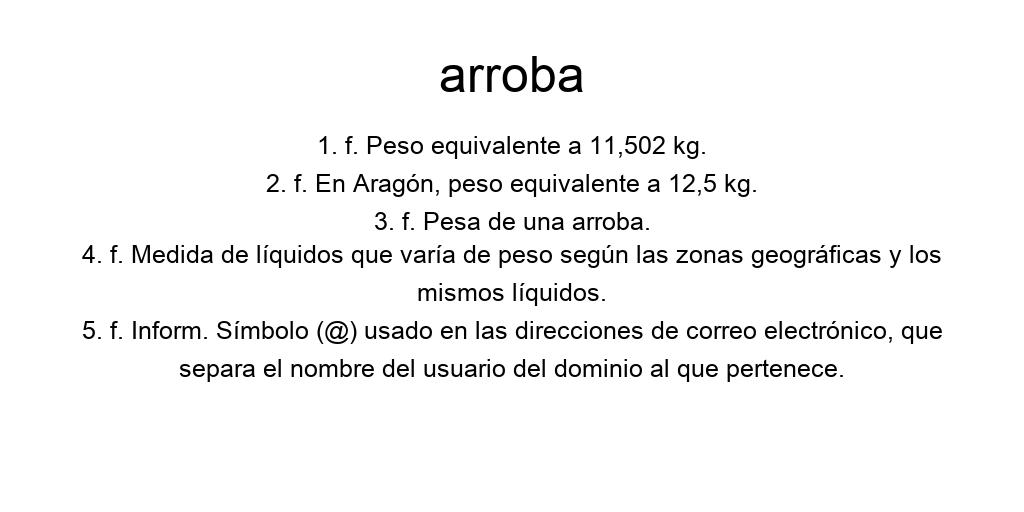 arroba
1. f. Peso equivalente a 11,502 kg.
2. f. En Aragón, peso equivalente a 12,5 kg.
3. f. Pesa de una arroba.
4. f. Medida de líquidos que varía de peso según las zonas geográficas y los
mismos líquidos.
5. f. Inform. Símbolo (@) usado en las direcciones de correo electrónico, que
separa el nombre del usuario del dominio al que pertenece.